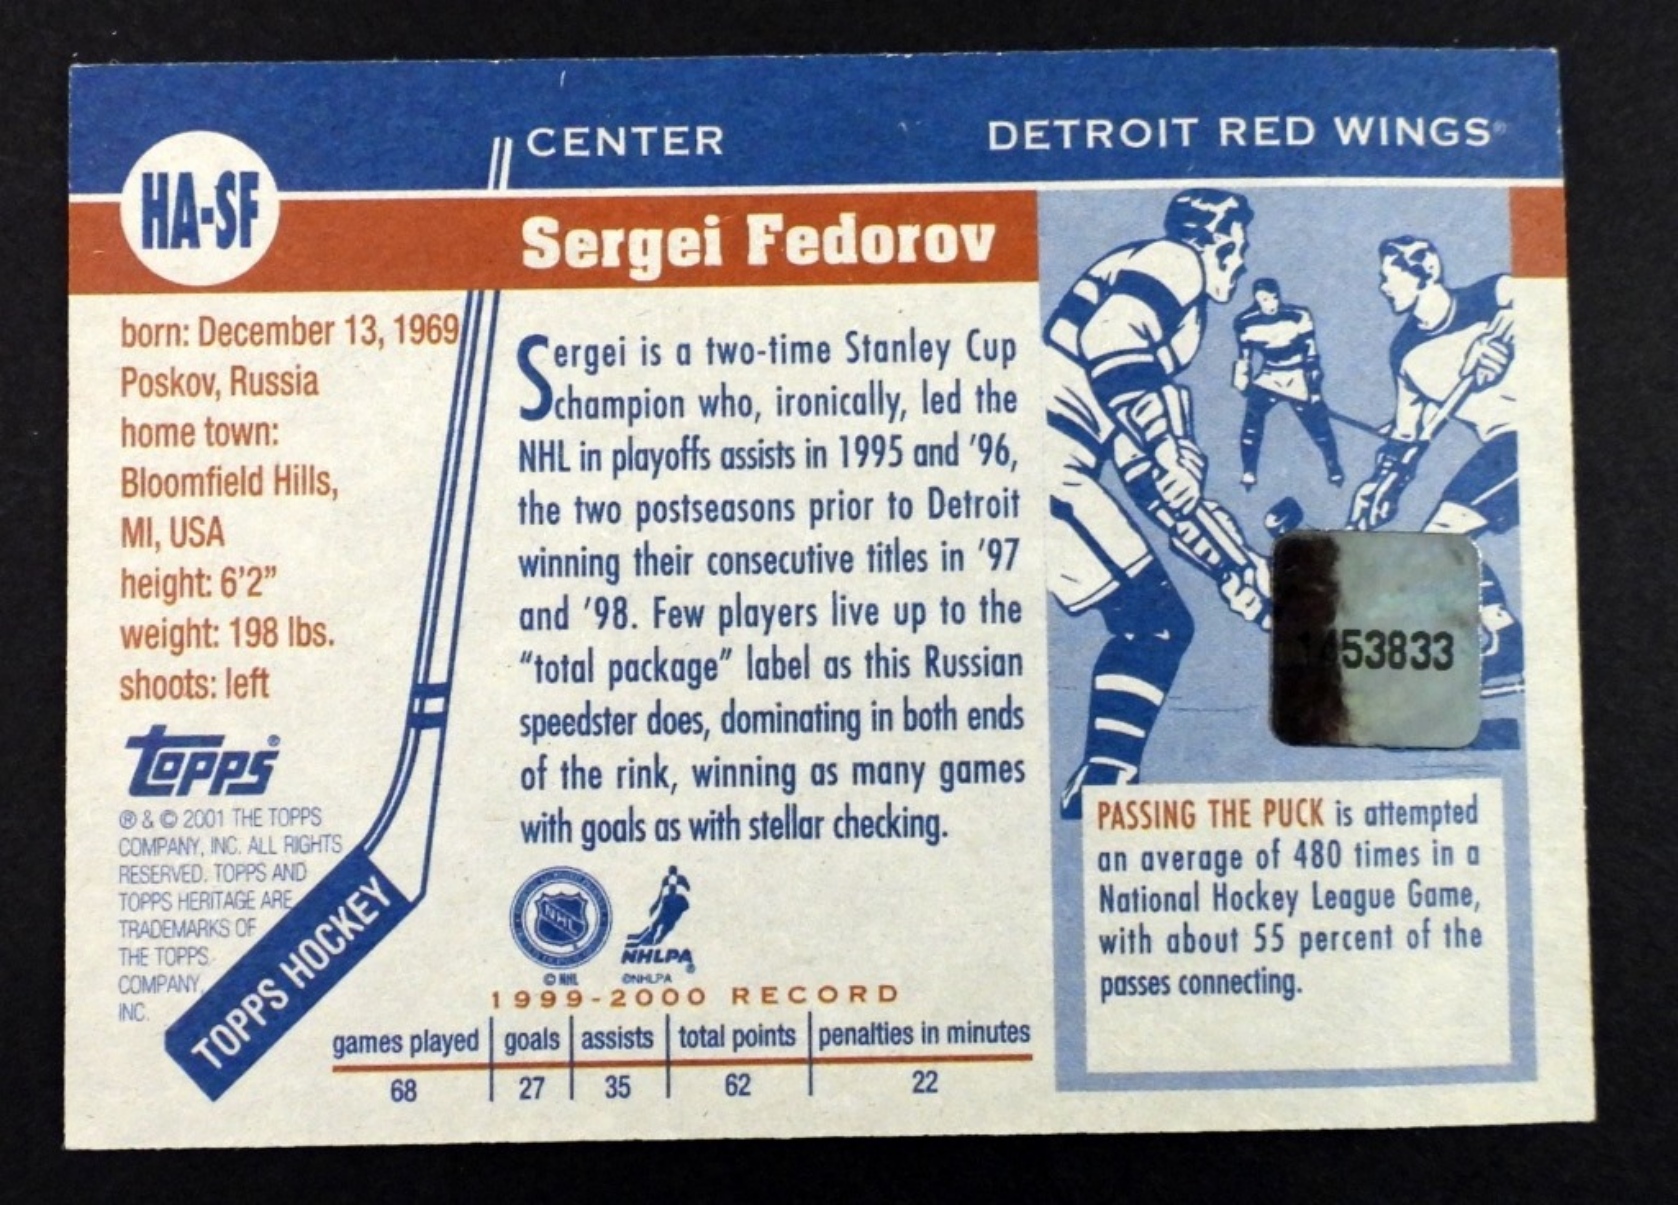 HA-SF
CENTER
DETROIT RED WINGS®
Sergei Fedorov
born: December 13, 1969
Poskov, Russia
home town:
Bloomfield Hills,
MI, USA
height: 6'2"
weight: 198 lbs.
shoots: left
Topps®
® & © 2001 THE TOPPS
COMPANY, INC. ALL RIGHTS
RESERVED. TOPPS AND
TOPPS HERITAGE ARE
TRADEMARKS OF
THE TOPPS
COMPANY,
INC.
TOPPS HOCKEY
Sergei is a two-time Stanley Cup
champion who, ironically, led the
NHL in playoffs assists in 1995 and '96,
the two postseasons prior to Detroit
winning their consecutive titles in '97
and '98. Few players live up to the
"total package" label as this Russian
speedster does, dominating in both ends
of the rink, winning as many games
with goals as with stellar checking.
NHL
© NHL
NHLPA®
©NHLPA
1999-2000 RECORD
games played goals assists total points penalties in minutes
68 27 35 62 22
1453833
PASSING THE PUCK is attempted
an average of 480 times in a
National Hockey League Game,
with about 55 percent of the
passes connecting.